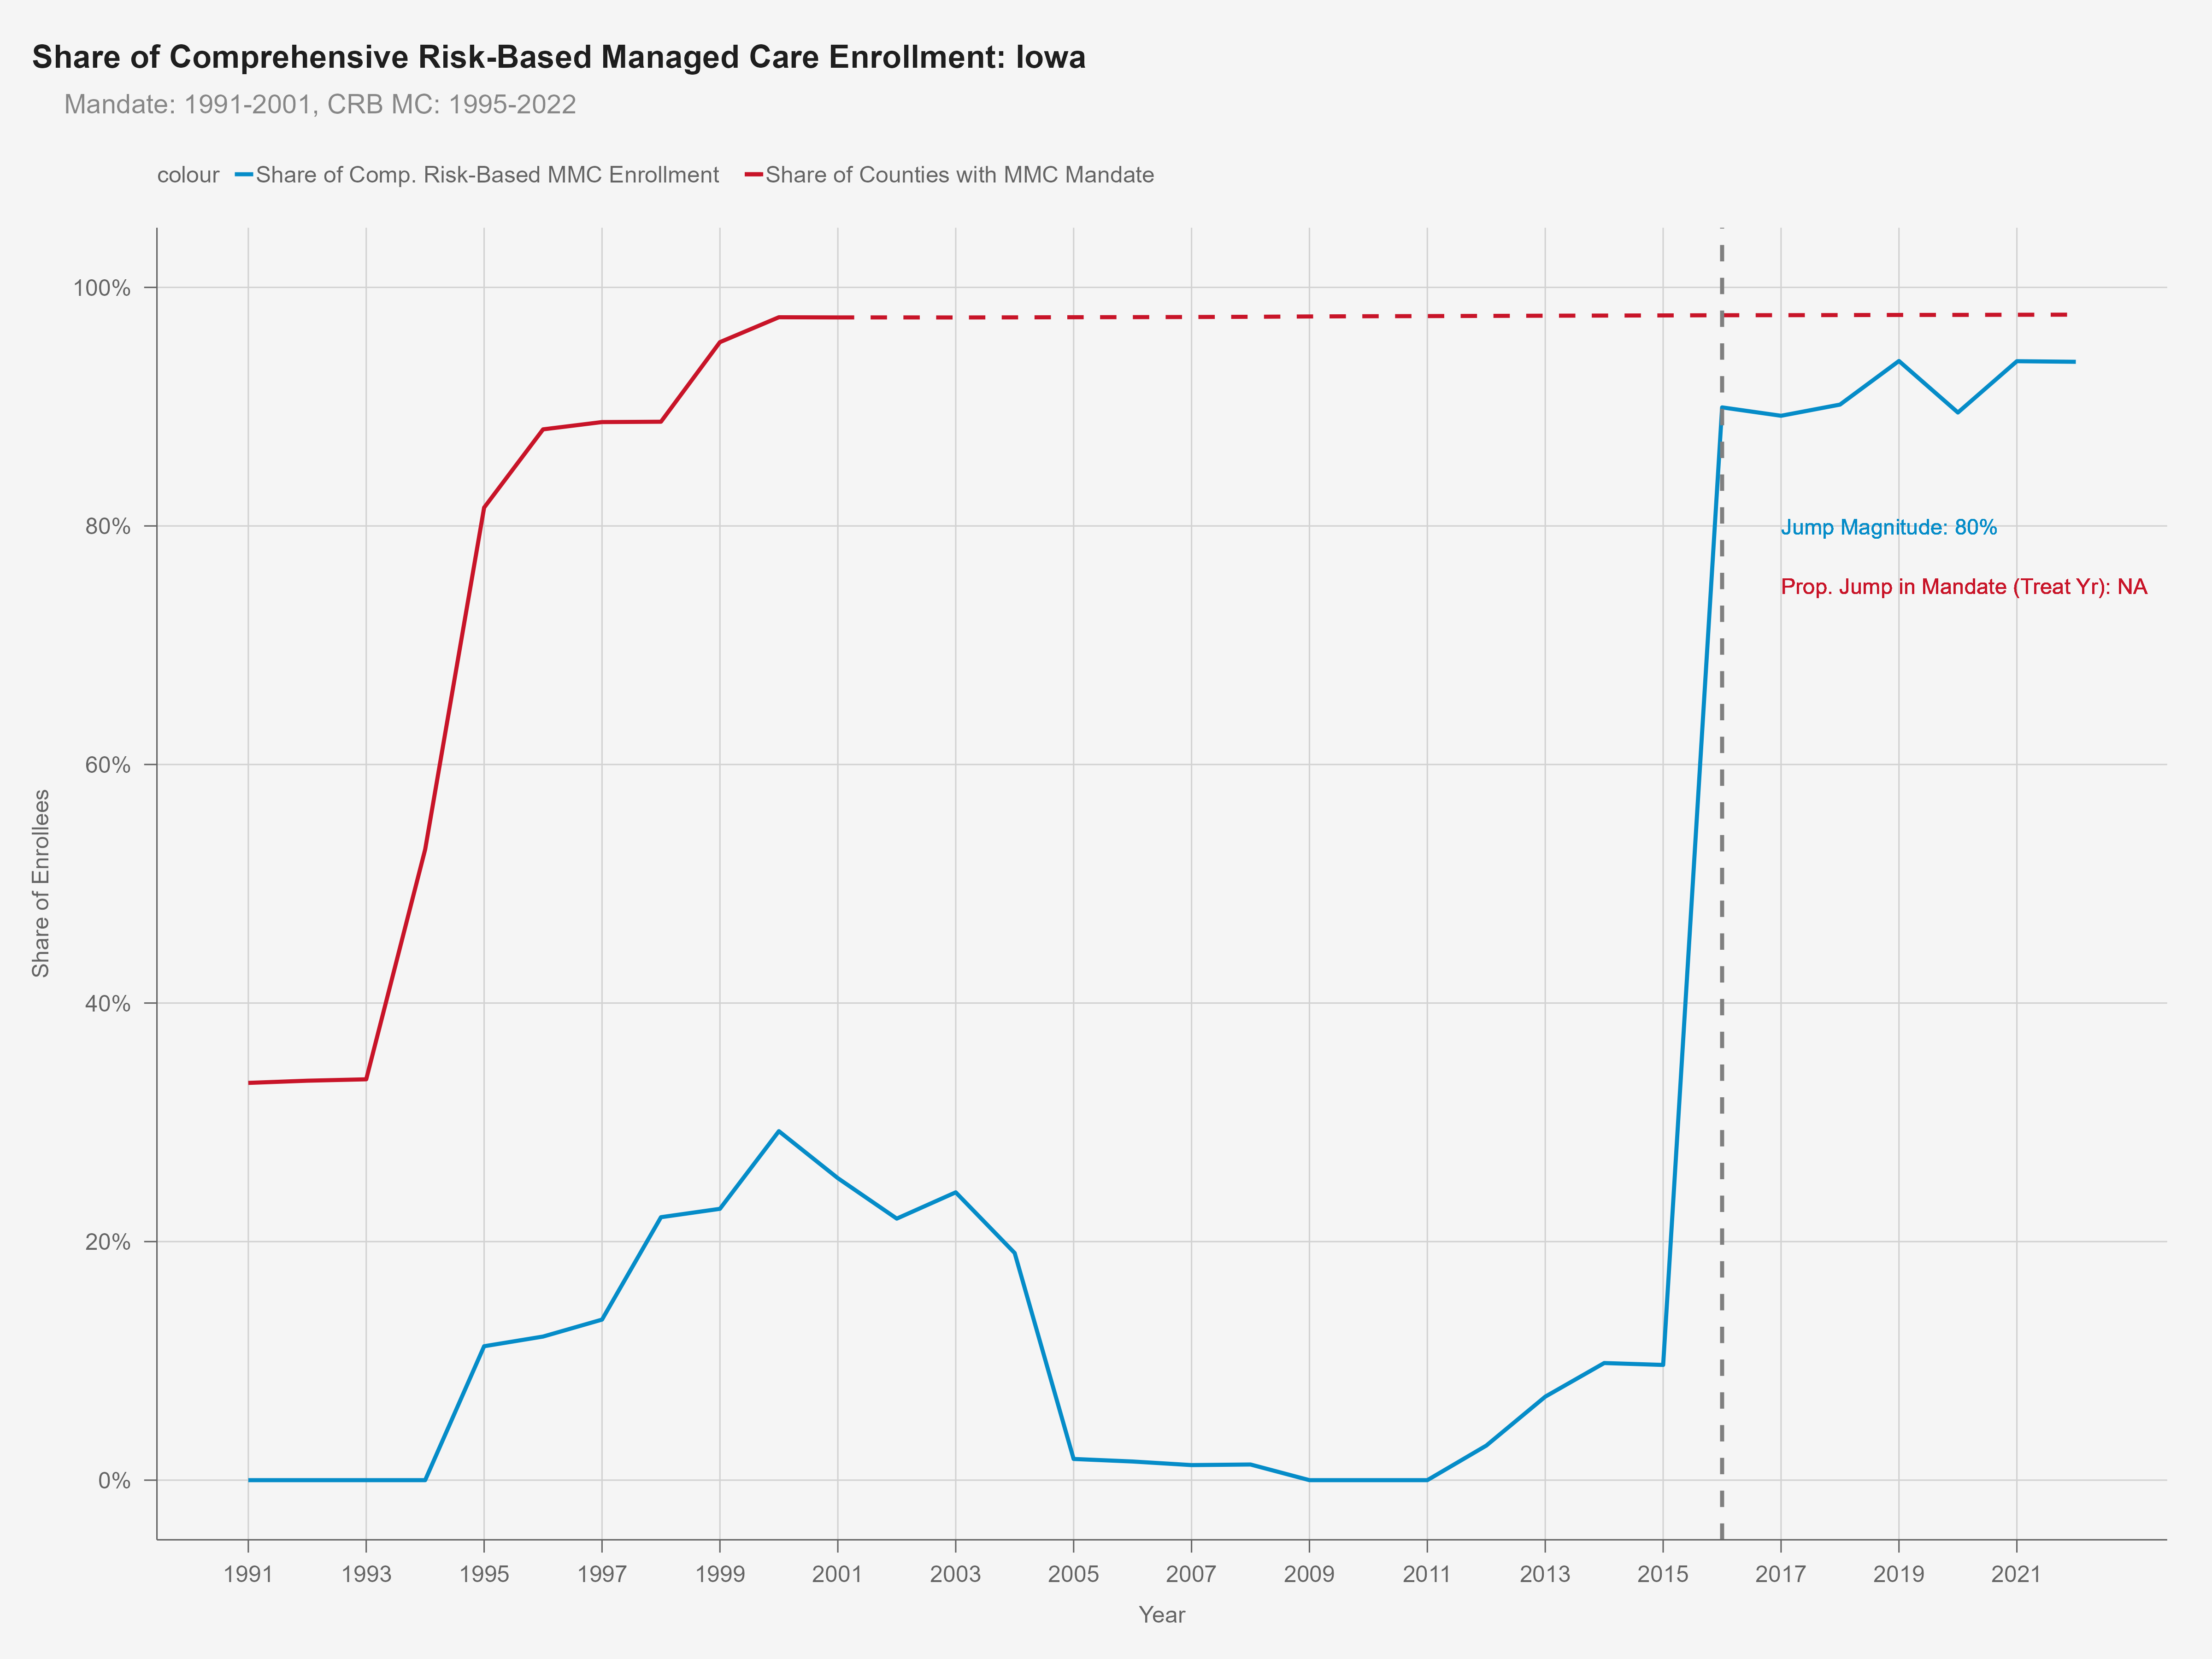 Share of Comprehensive Risk-Based Managed Care Enrollment: Iowa
Mandate: 1991-2001, CRB MC: 1995-2022
colour Share of Comp. Risk-Based MMC Enrollment Share of Counties with MMC Mandate
100%
80%
60%
40%
20%
0%
Share of Enrollees
Jump Magnitude: 80%
Prop. Jump in Mandate (Treat Yr): NA
1991 1993 1995 1997 1999 2001 2003 2005 2007 2009 2011 2013 2015 2017 2019 2021
Year